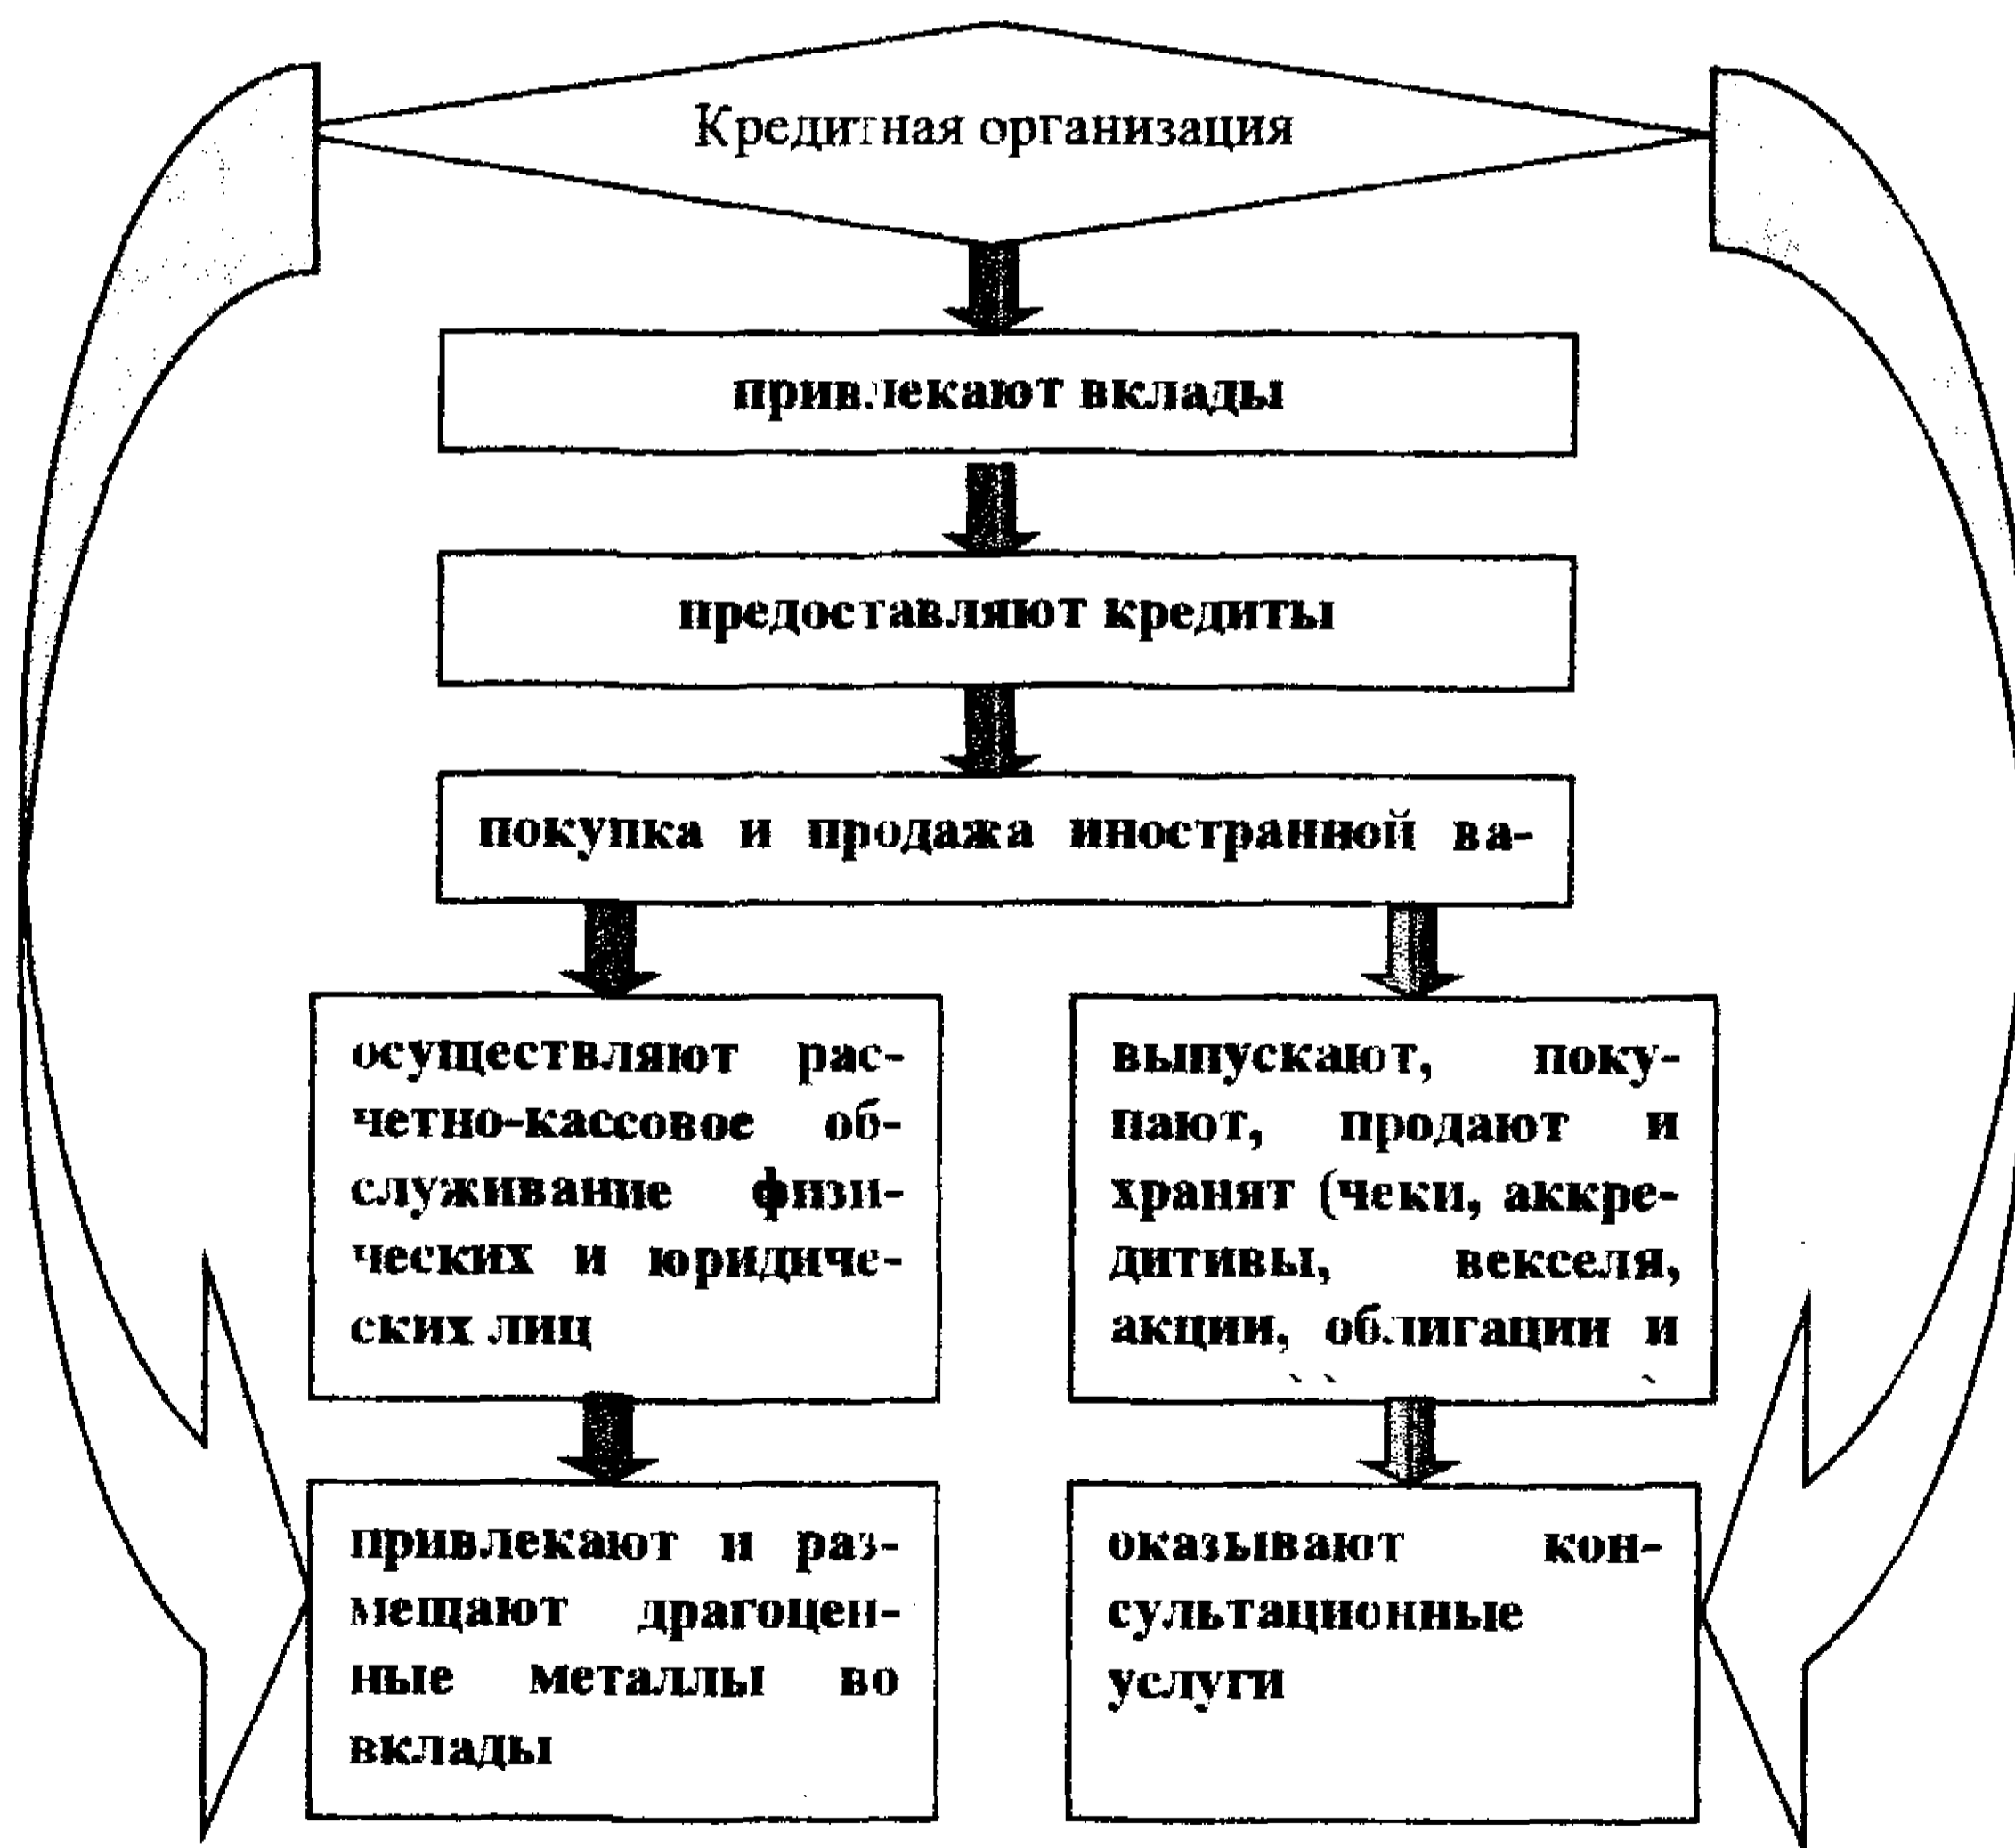 Кредитная организация
привлекают вклады
предоставляют кредиты
покупка и продажа иностранной ва-
осуществляют рас-
четно-кассовое об-
служивание физи-
ческих и юридиче-
ских лиц
выпускают, поку-
пают, продают и
хранят (чеки, аккре-
дитивы, векселя,
акции, облигации и
привлекают и раз-
мещают драгоцен-
ные металлы во
вклады
оказывают кон-
сультационные
услуги